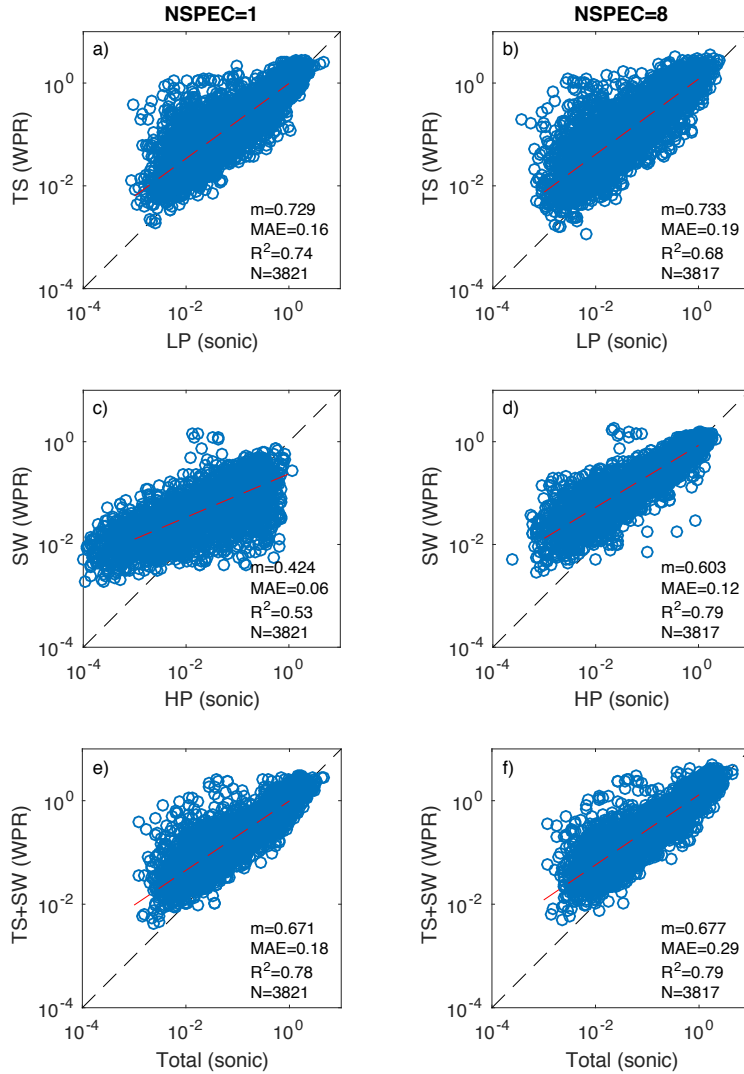 NSPEC=1
a)
10^0
10^-2
10^-4
TS (WPR)
m=0.729
MAE=0.16
R^2=0.74
N=3821
10^-4
10^-2
10^0
LP (sonic)
NSPEC=8
b)
10^0
10^-2
10^-4
TS (WPR)
m=0.733
MAE=0.19
R^2=0.68
N=3817
10^-4
10^-2
10^0
LP (sonic)
c)
10^0
10^-2
10^-4
SW (WPR)
m=0.424
MAE=0.06
R^2=0.53
N=3821
10^-4
10^-2
10^0
HP (sonic)
d)
10^0
10^-2
10^-4
SW (WPR)
m=0.603
MAE=0.12
R^2=0.79
N=3817
10^-4
10^-2
10^0
HP (sonic)
e)
10^0
10^-2
10^-4
TS+SW (WPR)
m=0.671
MAE=0.18
R^2=0.78
N=3821
10^-4
10^-2
10^0
Total (sonic)
f)
10^0
10^-2
10^-4
TS+SW (WPR)
m=0.677
MAE=0.29
R^2=0.79
N=3817
10^-4
10^-2
10^0
Total (sonic)